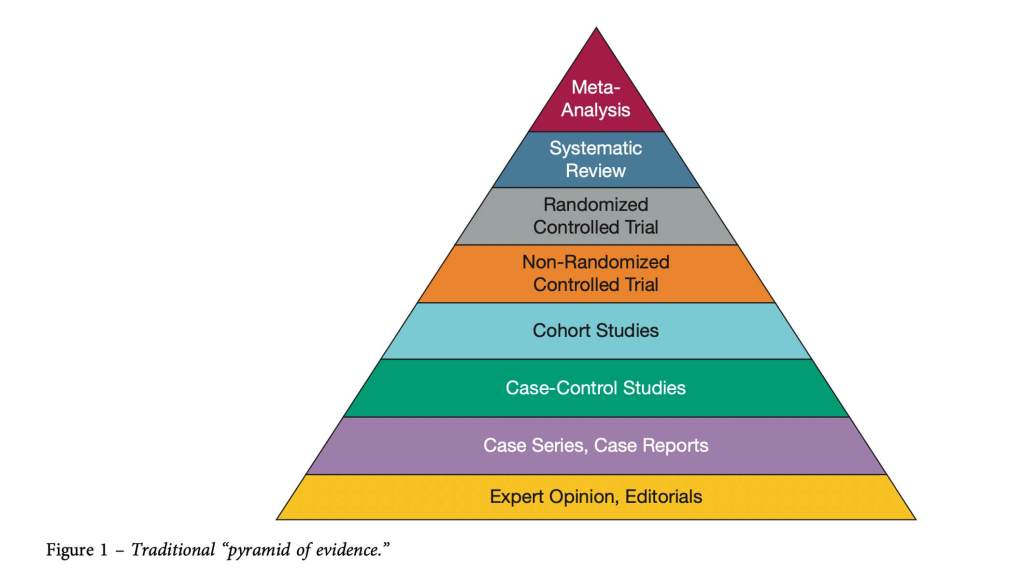 Meta-
Analysis
Systematic
Review
Randomized
Controlled Trial
Non-Randomized
Controlled Trial
Cohort Studies
Case-Control Studies
Case Series, Case Reports
Expert Opinion, Editorials
Figure 1 – Traditional “pyramid of evidence.”